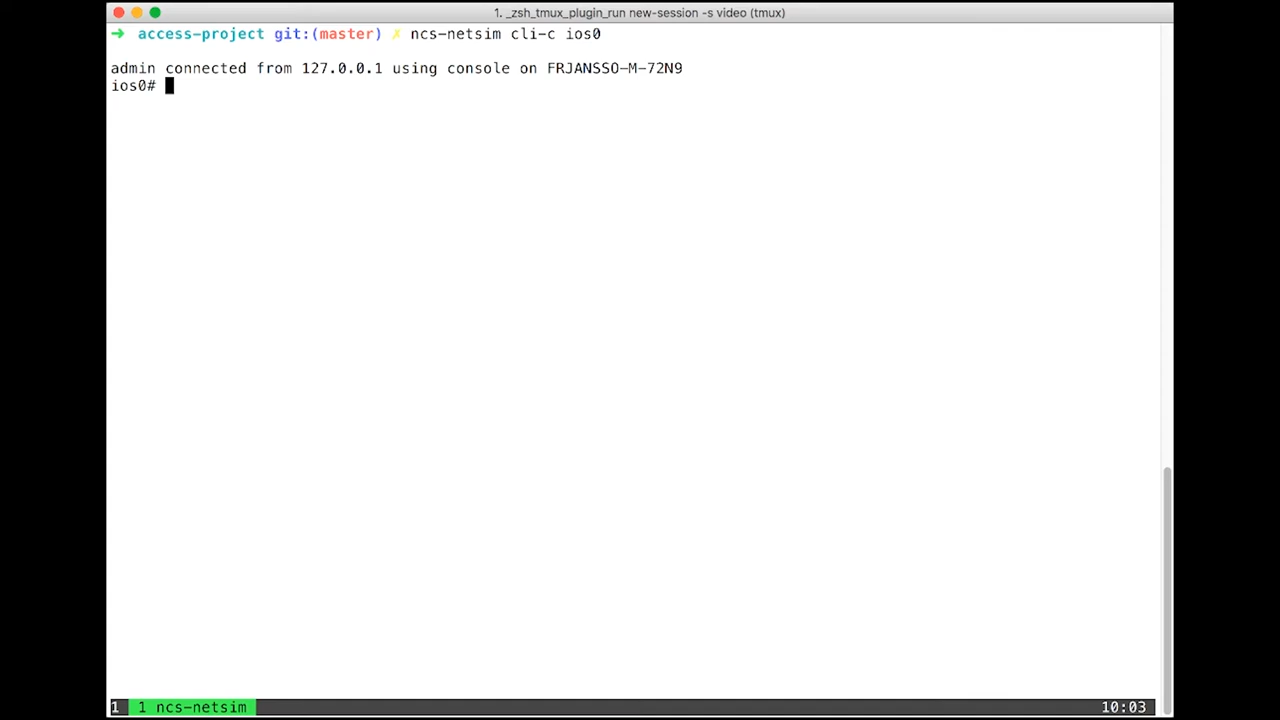 1. _zsh_tmux_plugin_run new-session -s video (tmux)
→ access-project git:(master) ✗ ncs-netsim cli-c ios0
admin connected from 127.0.0.1 using console on FRJANSSO-M-72N9
ios0#
1 1 ncs-netsim 10:03